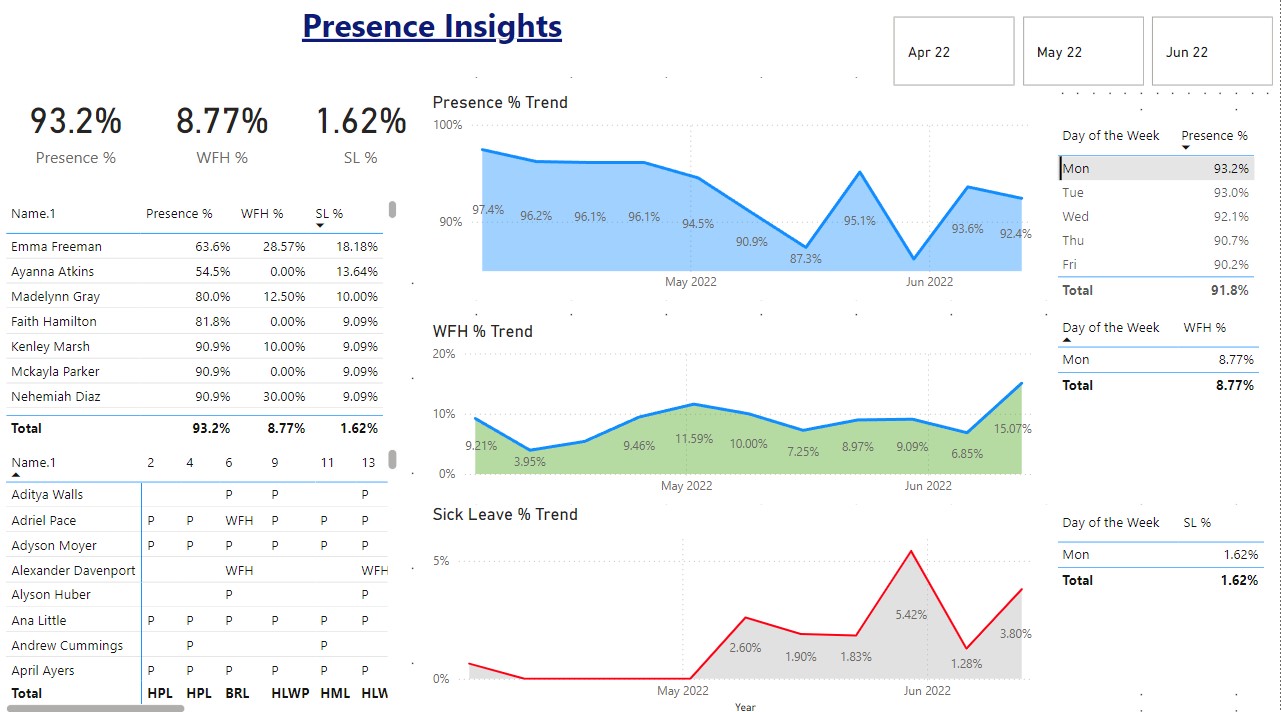 Presence Insights
Apr 22
May 22
Jun 22
93.2%
8.77%
1.62%
Presence %
WFH %
SL %
Name.1 Presence % WFH % SL %
Emma Freeman 63.6% 28.57% 18.18%
Ayanna Atkins 54.5% 0.00% 13.64%
Madelynn Gray 80.0% 12.50% 10.00%
Faith Hamilton 81.8% 0.00% 9.09%
Kenley Marsh 90.9% 10.00% 9.09%
Mckayla Parker 90.9% 0.00% 9.09%
Nehemiah Diaz 90.9% 30.00% 9.09%
Total 93.2% 8.77% 1.62%
Name.1 2 4 6 9 11 13
Aditya Walls P P P
Adriel Pace P P WFH P P P
Adyson Moyer P P P P P P
Alexander Davenport WFH WFH
Alyson Huber P P
Ana Little P P P P P P
Andrew Cummings P P
April Ayers P P P P P P
Total HPL HPL BRL HLWP HML HLW
Presence % Trend
100%
90%
97.4% 96.2% 96.1% 96.1% 94.5% 90.9% 87.3% 95.1% 93.6% 92.4%
May 2022 Jun 2022
WFH % Trend
20%
10%
0%
9.21% 3.95% 9.46% 11.59% 10.00% 7.25% 8.97% 9.09% 6.85% 15.07%
May 2022 Jun 2022
Sick Leave % Trend
5%
0%
2.60% 1.90% 1.83% 5.42% 1.28% 3.80%
May 2022 Jun 2022
Year
Day of the Week Presence %
Mon 93.2%
Tue 93.0%
Wed 92.1%
Thu 90.7%
Fri 90.2%
Total 91.8%
Day of the Week WFH %
Mon 8.77%
Total 8.77%
Day of the Week SL %
Mon 1.62%
Total 1.62%